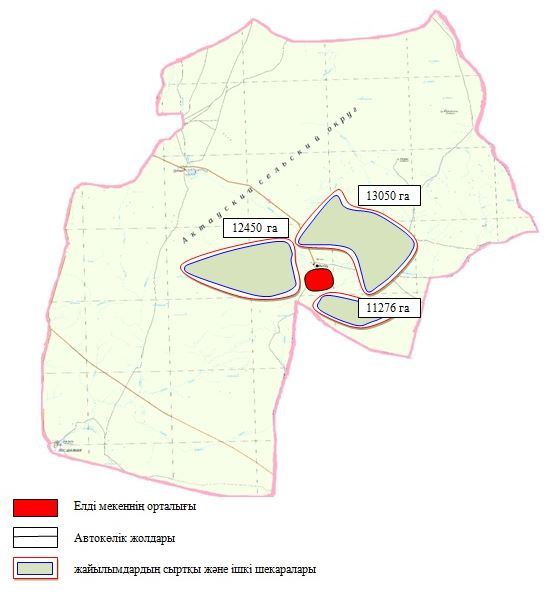 Актауский сельский округ
13050 га
12450 га
11276 га
Елді мекеннің орталығы
Автокөлік жолдары
жайылымдардың сыртқы және ішкі шекаралары